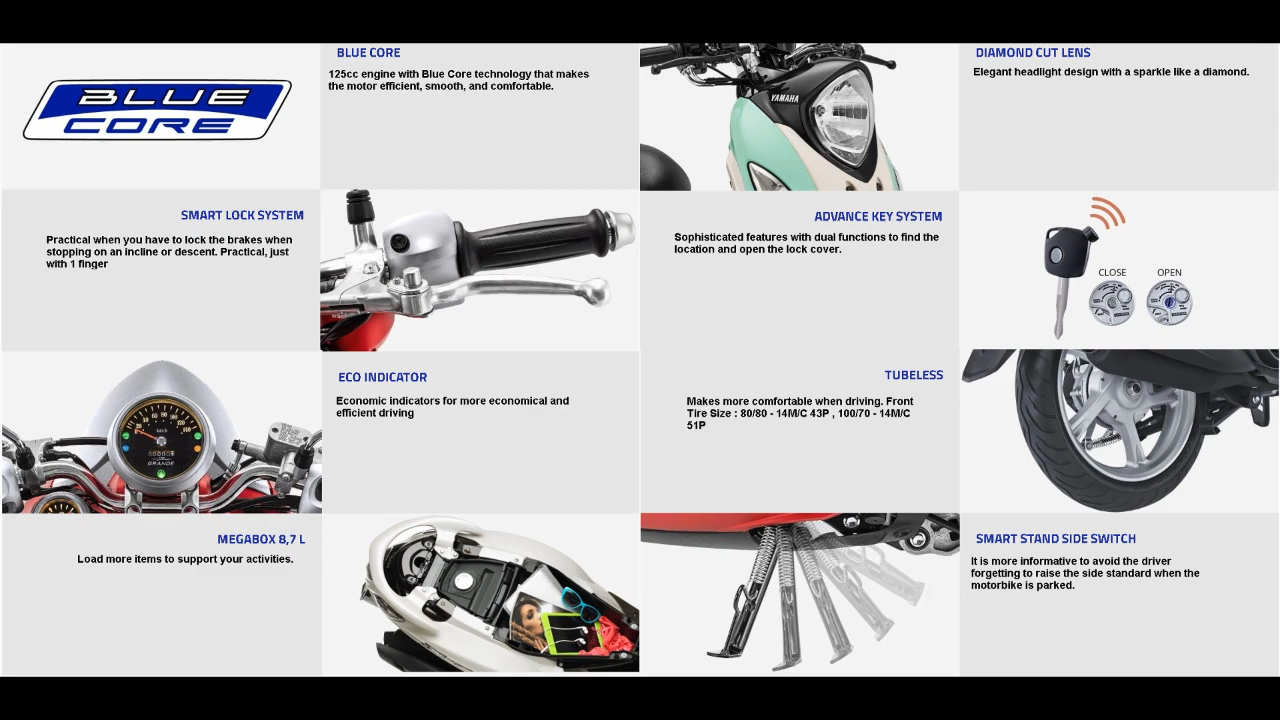 BLUE
CORE
BLUE CORE
125cc engine with Blue Core technology that makes
the motor efficient, smooth, and comfortable.
YAMAHA
DIAMOND CUT LENS
Elegant headlight design with a sparkle like a diamond.
SMART LOCK SYSTEM
Practical when you have to lock the brakes when
stopping on an incline or descent. Practical, just
with 1 finger
ADVANCE KEY SYSTEM
Sophisticated features with dual functions to find the
location and open the lock cover.
CLOSE
OPEN
km/h
GRANDE
ECO INDICATOR
Economic indicators for more economical and
efficient driving
TUBELESS
Makes more comfortable when driving. Front
Tire Size : 80/80 - 14M/C 43P , 100/70 - 14M/C
51P
MEGABOX 8,7 L
Load more items to support your activities.
SMART STAND SIDE SWITCH
It is more informative to avoid the driver
forgetting to raise the side standard when the
motorbike is parked.